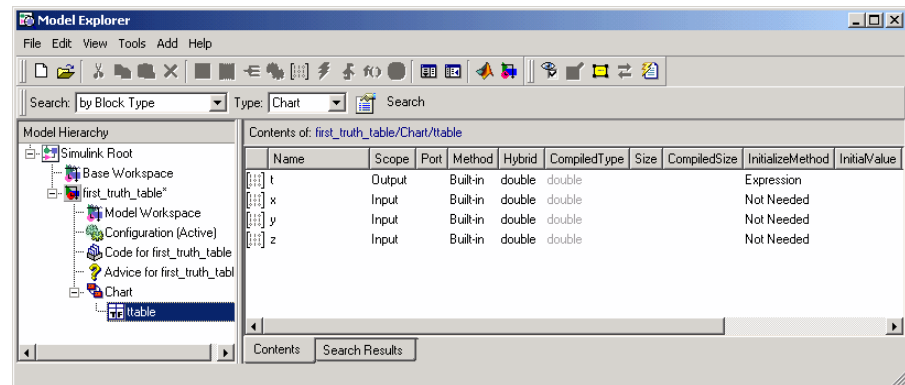 Model Explorer
File Edit View Tools Add Help
Search: by Block Type Type: Chart Search
Model Hierarchy
Simulink Root
Base Workspace
first_truth_table*
Model Workspace
Configuration (Active)
Code for first_truth_table
Advice for first_truth_tabl
Chart
ttable
Contents of: first_truth_table/Chart/ttable
Name Scope Port Method Hybrid CompiledType Size CompiledSize InitializeMethod InitialValue
t Output Built-in double double Expression
x Input Built-in double double Not Needed
y Input Built-in double double Not Needed
z Input Built-in double double Not Needed
Contents Search Results